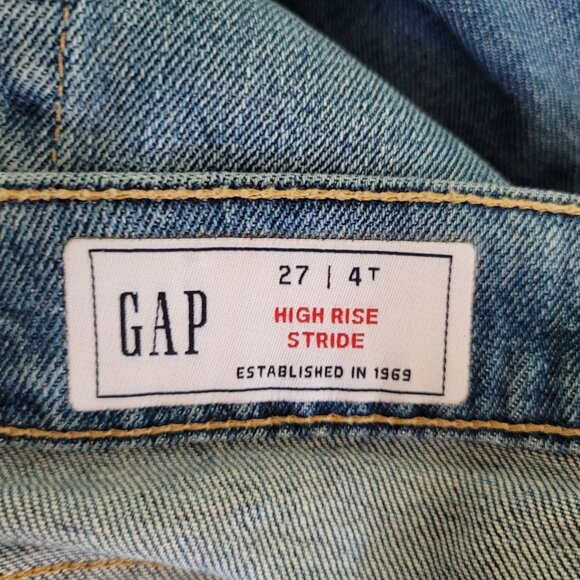 GAP
27 | 4T
HIGH RISE
STRIDE
ESTABLISHED IN 1969